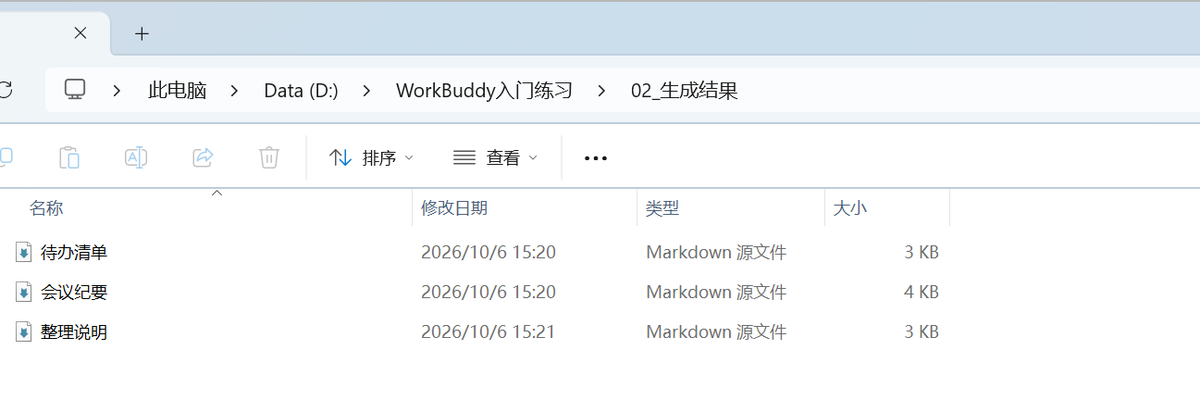 此电脑 Data (D:) WorkBuddy入门练习 02_生成结果
排序 查看
名称 修改日期 类型 大小
待办清单 2026/10/6 15:20 Markdown 源文件 3 KB
会议纪要 2026/10/6 15:20 Markdown 源文件 4 KB
整理说明 2026/10/6 15:21 Markdown 源文件 3 KB